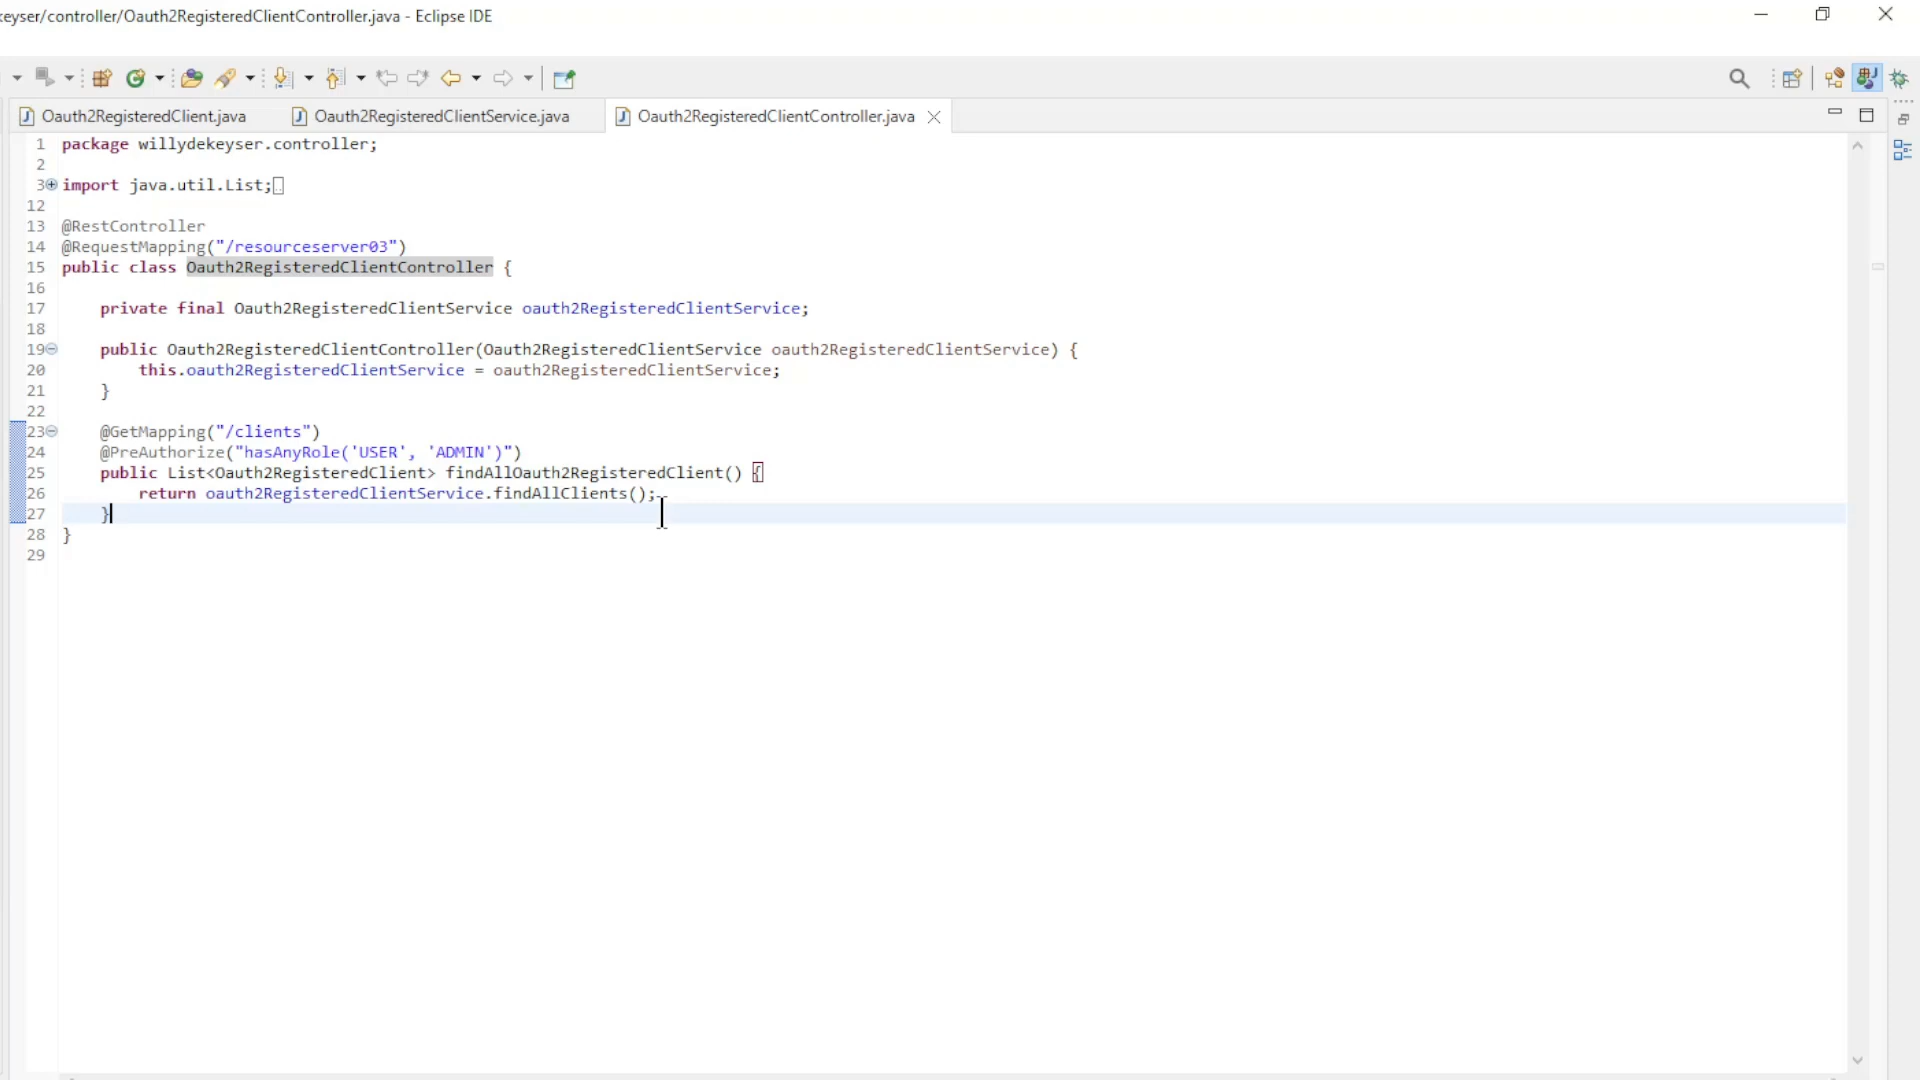 keyser/controller/Oauth2RegisteredClientController.java - Eclipse IDE
Oauth2RegisteredClient.java
Oauth2RegisteredClientService.java
Oauth2RegisteredClientController.java
1 package willydekeyser.controller;
2
3 import java.util.List;
12
13 @RestController
14 @RequestMapping("/resourceserver03")
15 public class Oauth2RegisteredClientController {
16
17     private final Oauth2RegisteredClientService oauth2RegisteredClientService;
18
19     public Oauth2RegisteredClientController(Oauth2RegisteredClientService oauth2RegisteredClientService) {
20         this.oauth2RegisteredClientService = oauth2RegisteredClientService;
21     }
22
23     @GetMapping("/clients")
24     @PreAuthorize("hasAnyRole('USER', 'ADMIN')")
25     public List<Oauth2RegisteredClient> findAllOauth2RegisteredClient() {
26         return oauth2RegisteredClientService.findAllClients();
27     }
28 }
29